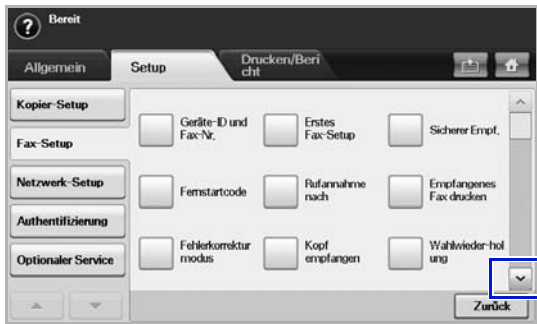 Bereit
Allgemein
Setup
Drucken/Beri
cht
Kopier-Setup
Fax-Setup
Netzwerk-Setup
Authentifizierung
Optionaler Service
Geräte-ID und
Fax-Nr.
Erstes
Fax-Setup
Sicherer Empf.
Fernstartcode
Rufannahme
nach
Empfangenes
Fax drucken
Fehlerkorrektur
modus
Kopf
empfangen
Wahlwieder-hol
ung
Zurück